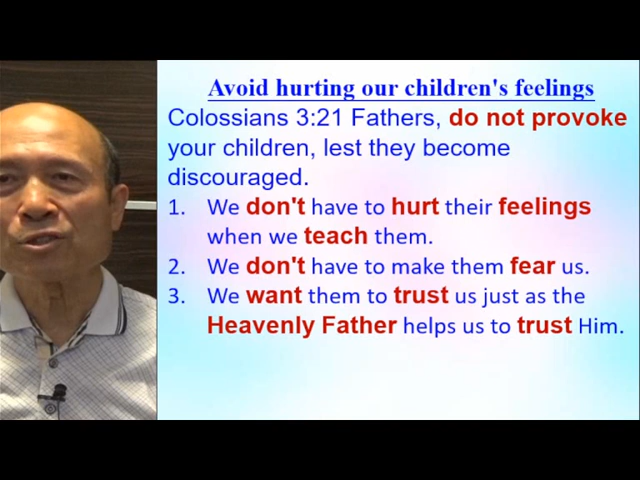 Avoid hurting our children's feelings
Colossians 3:21 Fathers, do not provoke
your children, lest they become
discouraged.
1. We don't have to hurt their feelings
when we teach them.
2. We don't have to make them fear us.
3. We want them to trust us just as the
Heavenly Father helps us to trust Him.